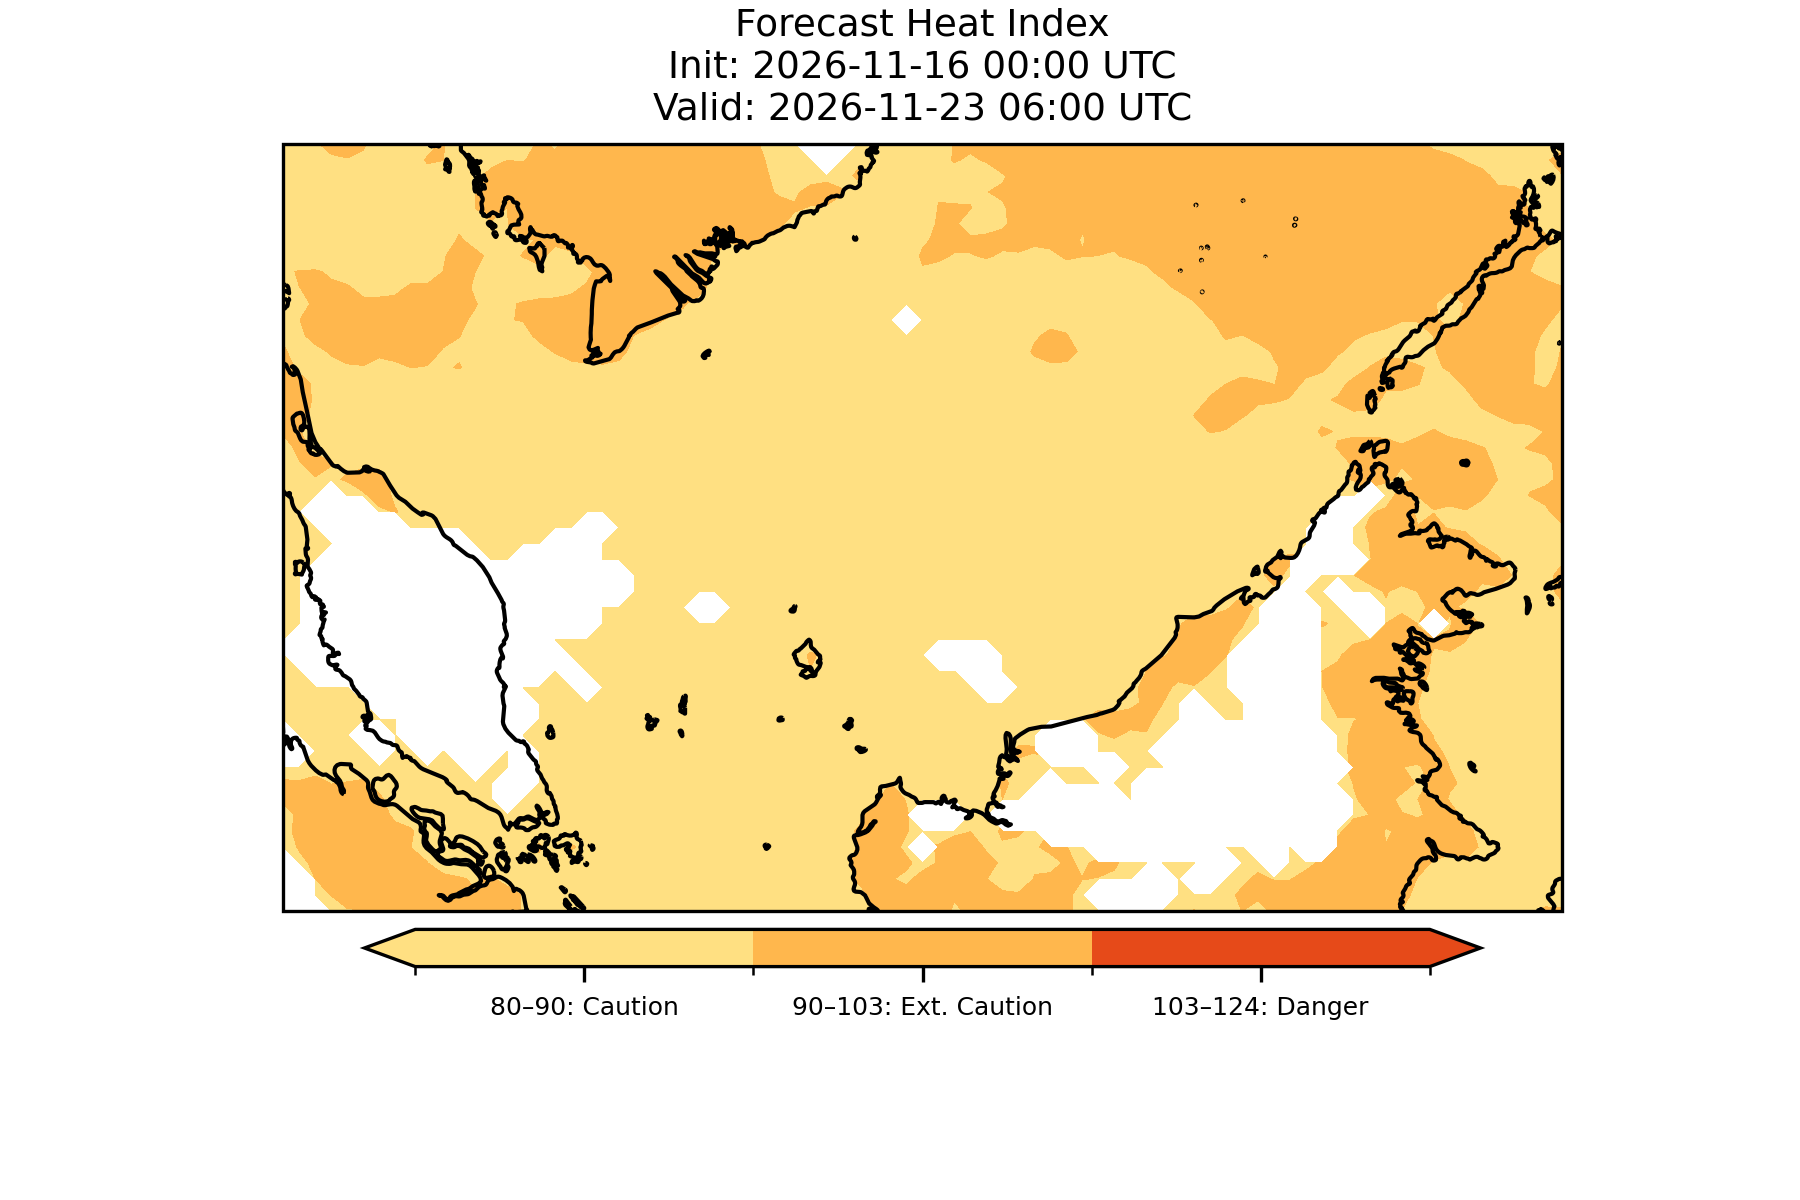 Forecast Heat Index
Init: 2026-11-16 00:00 UTC
Valid: 2026-11-23 06:00 UTC
80–90: Caution
90–103: Ext. Caution
103–124: Danger